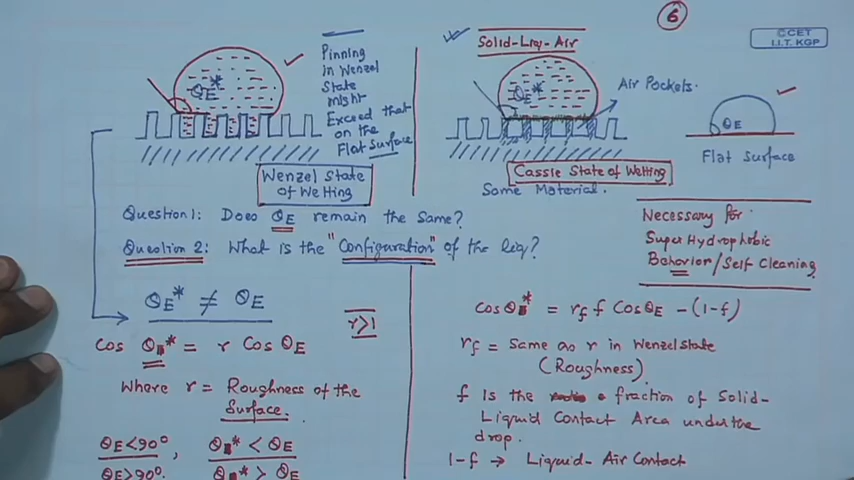 6
©CET
I.I.T. KGP
Pinning
in Wenzel
State
might
Exceed that
on the
Flat Surface
θE*
Wenzel State
of Wetting
Solid-Liq-Air
θE*
Air Pockets.
Cassie State of Wetting
Same Material.
θE
Flat Surface
Question 1: Does θE remain the Same?
Question 2: What is the "Configuration" of the liq?
Necessary for
Super Hydrophobic
Behavior/Self Cleaning
θE* ≠ θE
r>1
Cos θ* = r Cos θE
Where r = Roughness of the
Surface.
θE<90°, θ* < θE
θE>90°. θ* > θE
Cos θ* = rf f Cos θE - (1-f)
rf = Same as r in Wenzel State
(Roughness)
f is the fraction of Solid-
Liquid Contact Area under the
drop.
1-f → Liquid-Air Contact